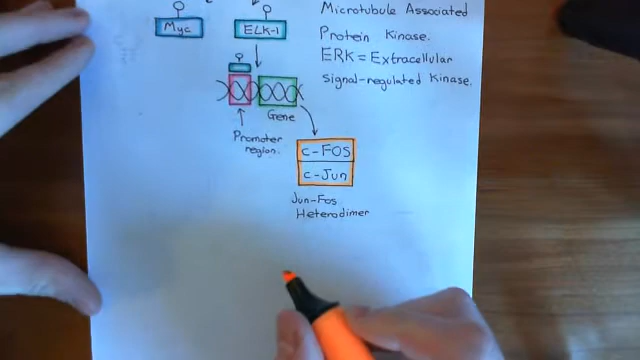 Microtubule Associated
Protein Kinase.
ERK = Extracellular
Signal-regulated Kinase.
Myc
ELK-1
Gene
Promoter
region.
c-FOS
c-Jun
Jun-Fos
Heterodimer